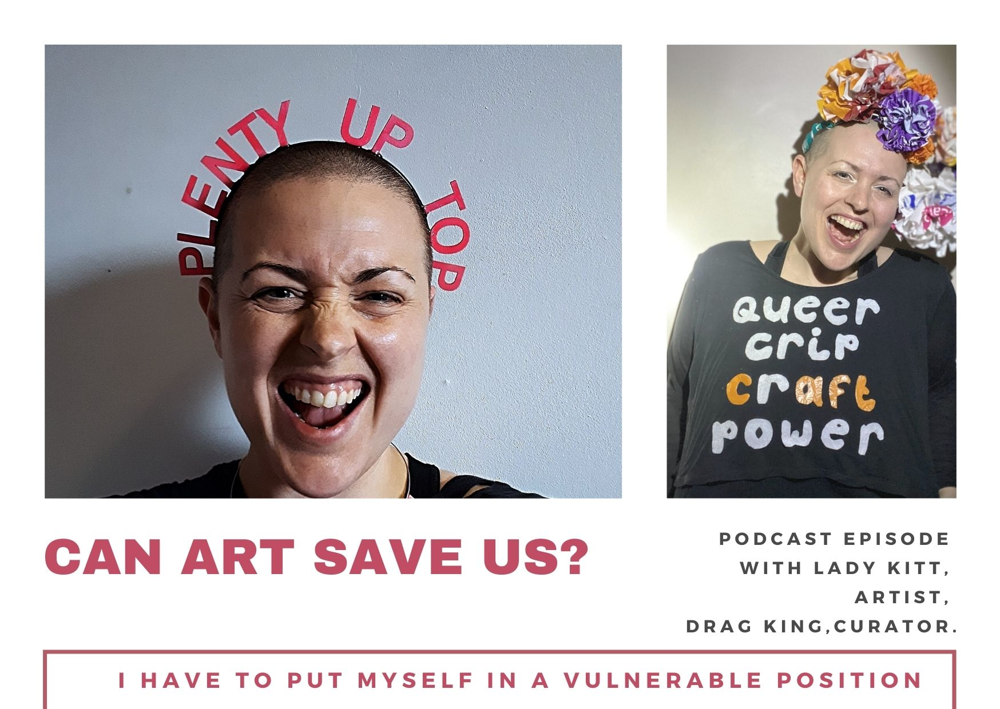 PLENTY UP TOP
Queer
crip
craft
power
CAN ART SAVE US?
PODCAST EPISODE
WITH LADY KITT,
ARTIST,
DRAG KING,CURATOR.
I HAVE TO PUT MYSELF IN A VULNERABLE POSITION